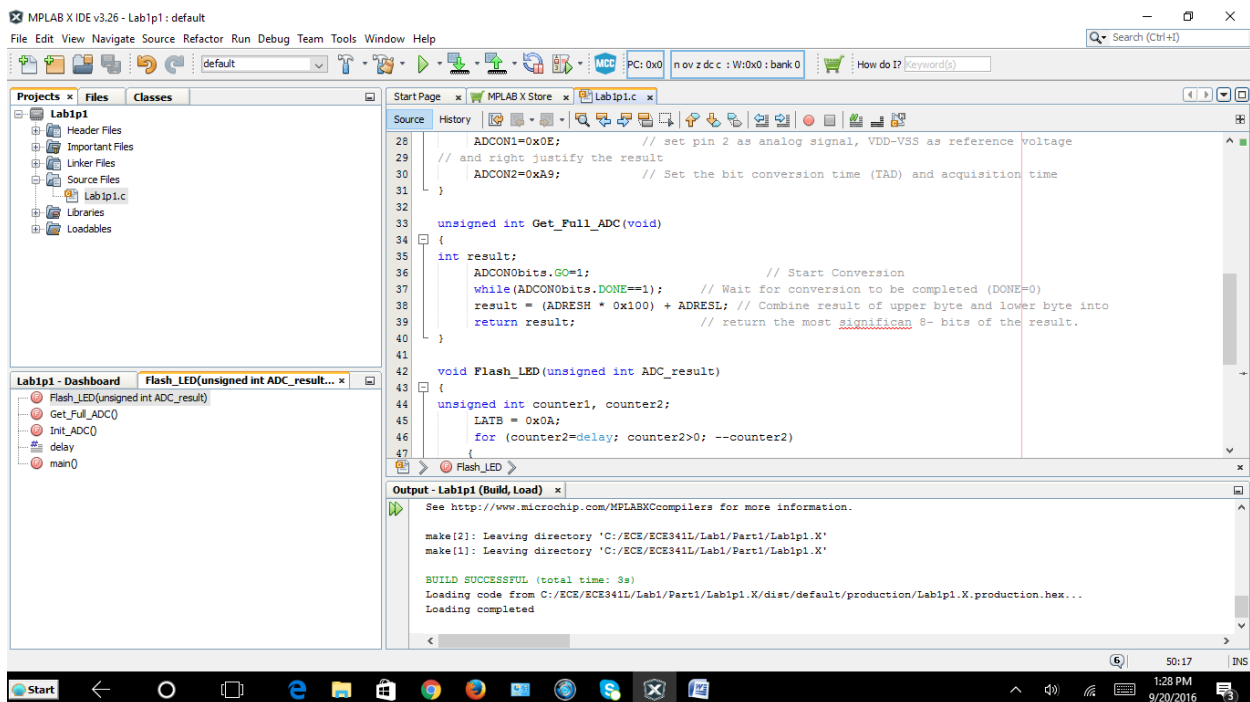 MPLAB X IDE v3.26 - Lab1p1 : default
File Edit View Navigate Source Refactor Run Debug Team Tools Window Help
Search (Ctrl+I)
default
MCC
PC: 0x0
n ov z dc c : W:0x0 : bank 0
How do I?
Keyword(s)
Projects Files Classes
Lab1p1
Header Files
Important Files
Linker Files
Source Files
Lab1p1.c
Libraries
Loadables
Lab1p1 - Dashboard
Flash_LED(unsigned int ADC_result...
Flash_LED(unsigned int ADC_result)
Get_Full_ADC()
Init_ADC()
delay
main()
Start Page MPLAB X Store Lab1p1.c
Source History
28 ADCON1=0x0E; // set pin 2 as analog signal, VDD-VSS as reference voltage
29 // and right justify the result
30 ADCON2=0xA9; // Set the bit conversion time (TAD) and acquisition time
31 }
32
33 unsigned int Get_Full_ADC(void)
34 {
35 int result;
36 ADCON0bits.GO=1; // Start Conversion
37 while(ADCON0bits.DONE==1); // Wait for conversion to be completed (DONE=0)
38 result = (ADRESH * 0x100) + ADRESL; // Combine result of upper byte and lower byte into
39 return result; // return the most significan 8- bits of the result.
40 }
41
42 void Flash_LED(unsigned int ADC_result)
43 {
44 unsigned int counter1, counter2;
45 LATB = 0x0A;
46 for (counter2=delay; counter2>0; --counter2)
47 {
Flash_LED
Output - Lab1p1 (Build, Load)
See http://www.microchip.com/MPLABXCcompilers for more information.
make[2]: Leaving directory 'C:/ECE/ECE341L/Lab1/Part1/Lab1p1.X'
make[1]: Leaving directory 'C:/ECE/ECE341L/Lab1/Part1/Lab1p1.X'
BUILD SUCCESSFUL (total time: 3s)
Loading code from C:/ECE/ECE341L/Lab1/Part1/Lab1p1.X/dist/default/production/Lab1p1.X.production.hex...
Loading completed
6
50:17
INS
Start
1:28 PM
9/20/2016
3